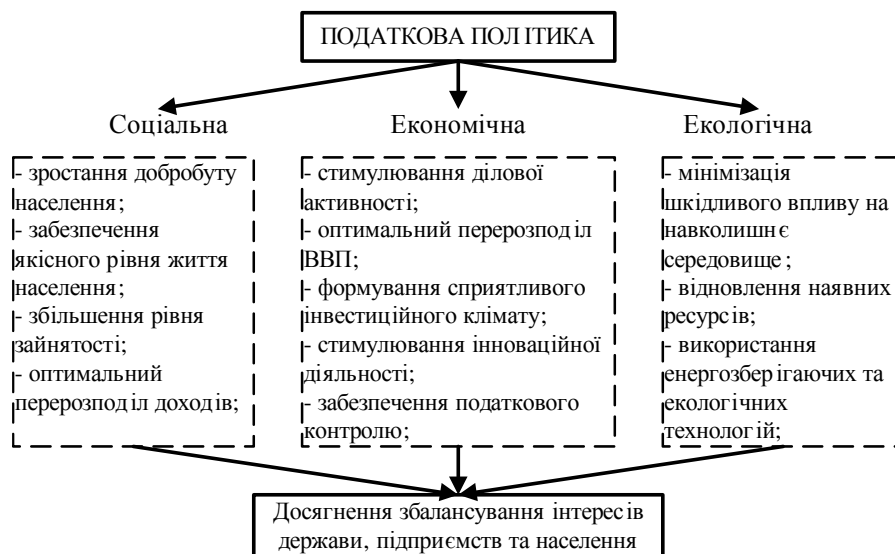 ПОДАТКОВА ПОЛІТИКА
Соціальна
- зростання добробуту
населення;
- забезпечення
якісного рівня життя
населення;
- збільшення рівня
зайнятості;
- оптимальний
перерозподіл доходів;
Економічна
- стимулювання ділової
активності;
- оптимальний перерозподіл
ВВП;
- формування сприятливого
інвестиційного клімату;
- стимулювання інноваційної
діяльності;
- забезпечення податкового
контролю;
Екологічна
- мінімізація
шкідливого впливу на
навколишнє
середовище;
- відновлення наявних
ресурсів;
- використання
енергозберігаючих та
екологічних
технологій;
Досягнення збалансування інтересів
держави, підприємств та населення